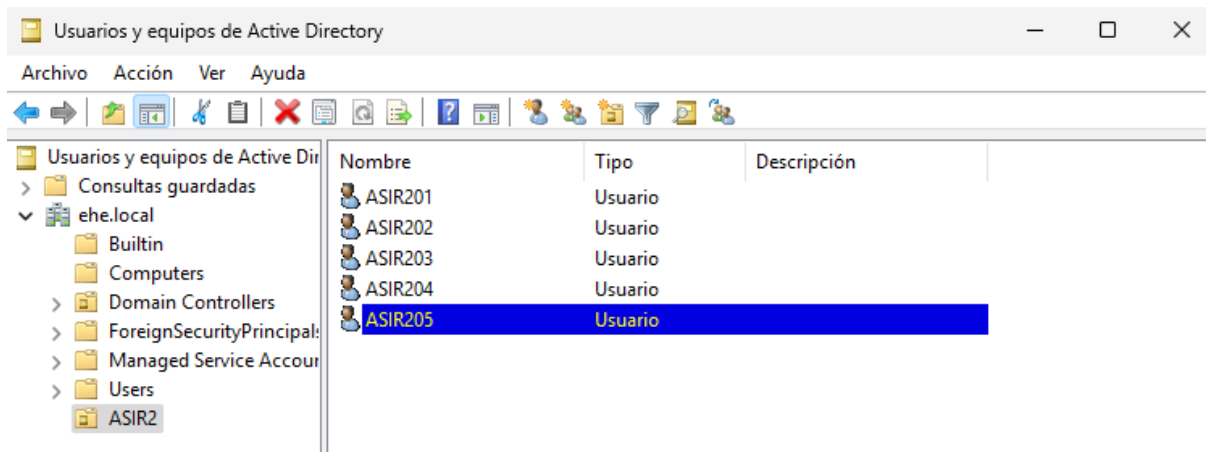 Usuarios y equipos de Active Directory
Archivo Acción Ver Ayuda
Usuarios y equipos de Active Dir
Consultas guardadas
ehe.local
Builtin
Computers
Domain Controllers
ForeignSecurityPrincipals
Managed Service Accour
Users
ASIR2
Nombre Tipo Descripción
ASIR201 Usuario
ASIR202 Usuario
ASIR203 Usuario
ASIR204 Usuario
ASIR205 Usuario